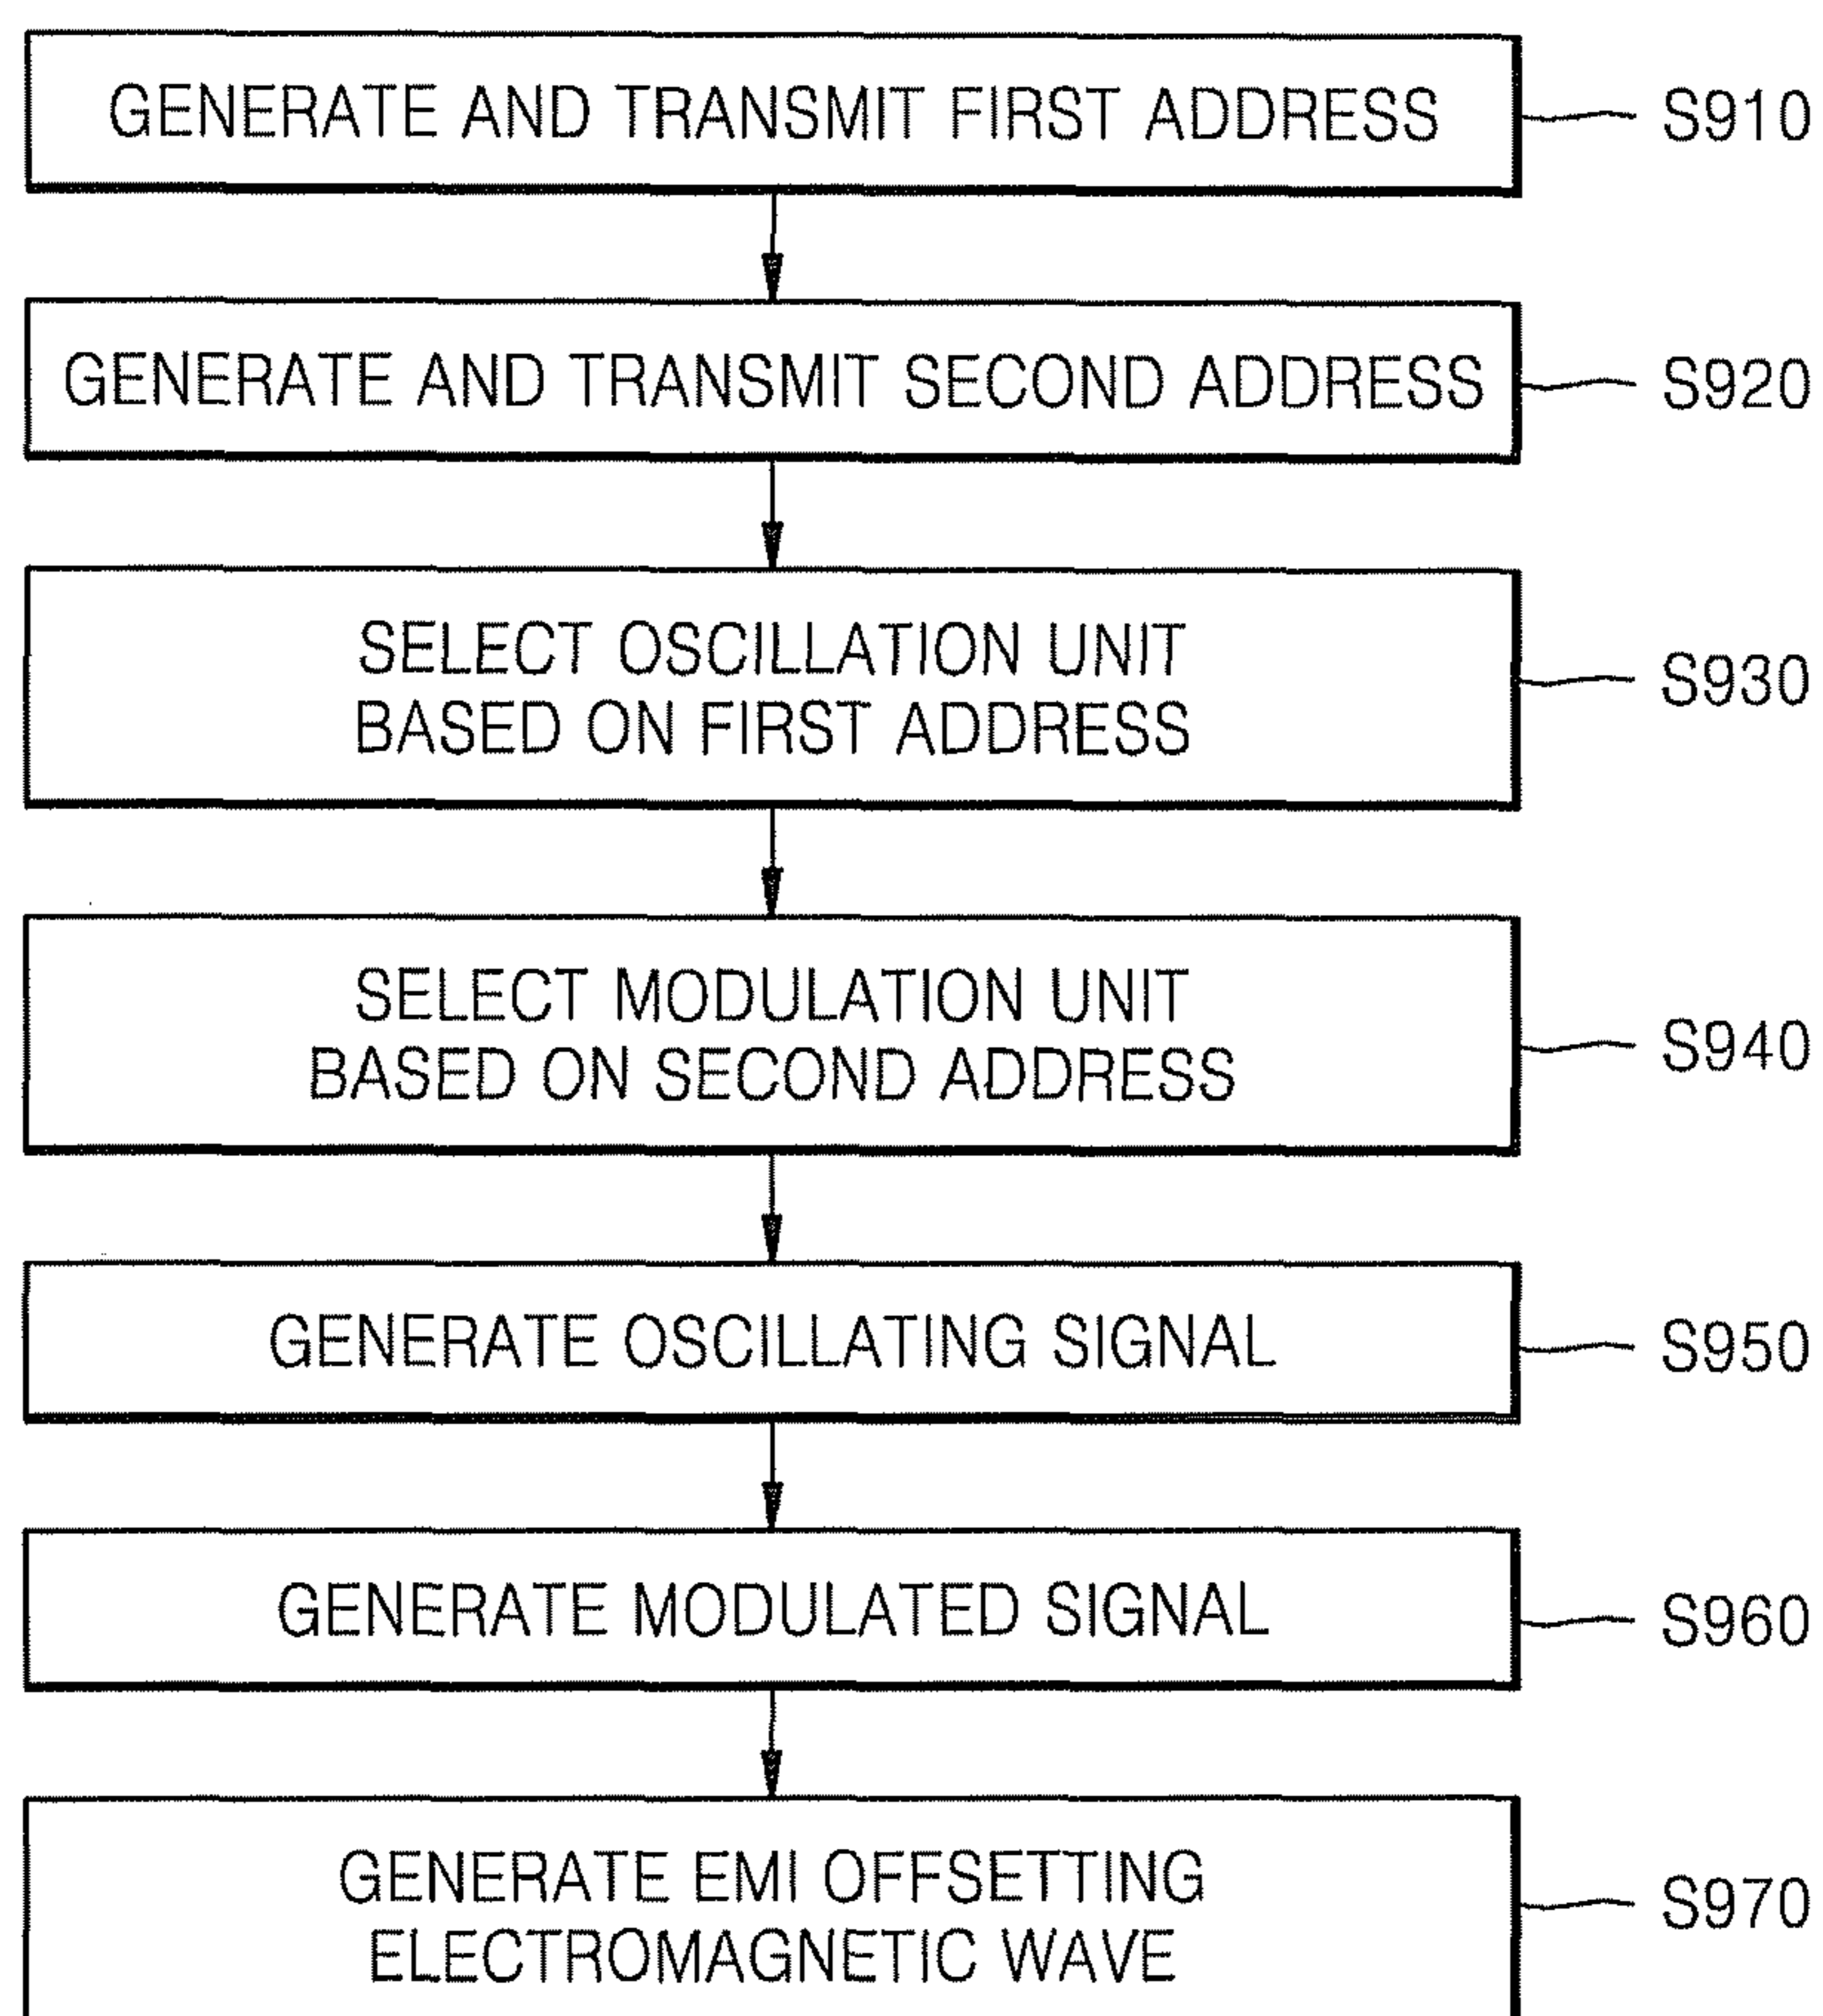 GENERATE AND TRANSMIT FIRST ADDRESS
S910
GENERATE AND TRANSMIT SECOND ADDRESS
S920
SELECT OSCILLATION UNIT
BASED ON FIRST ADDRESS
S930
SELECT MODULATION UNIT
BASED ON SECOND ADDRESS
S940
GENERATE OSCILLATING SIGNAL
S950
GENERATE MODULATED SIGNAL
S960
GENERATE EMI OFFSETTING
ELECTROMAGNETIC WAVE
S970